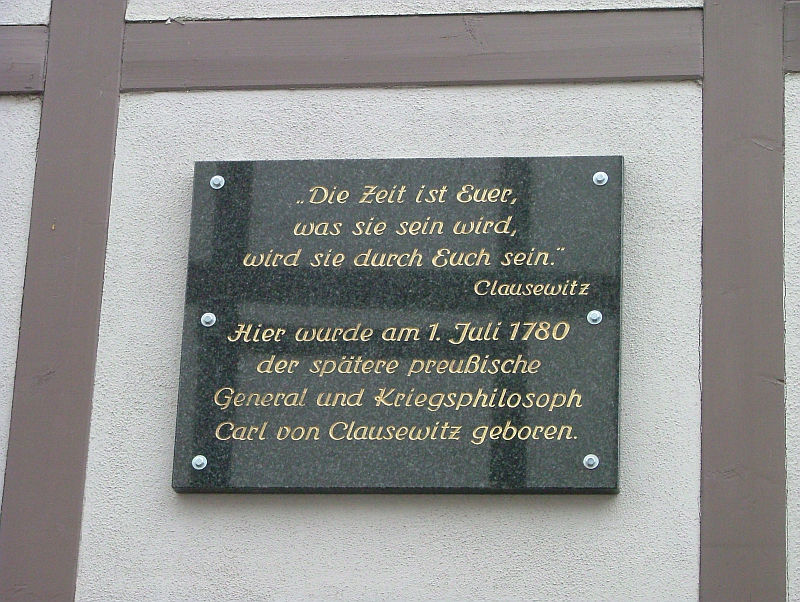 „Die Zeit ist Euer,
was sie sein wird,
wird sie durch Euch sein.“
Clausewitz
Hier wurde am 1. Juli 1780
der spätere preußische
General und Kriegsphilosoph
Carl von Clausewitz geboren.